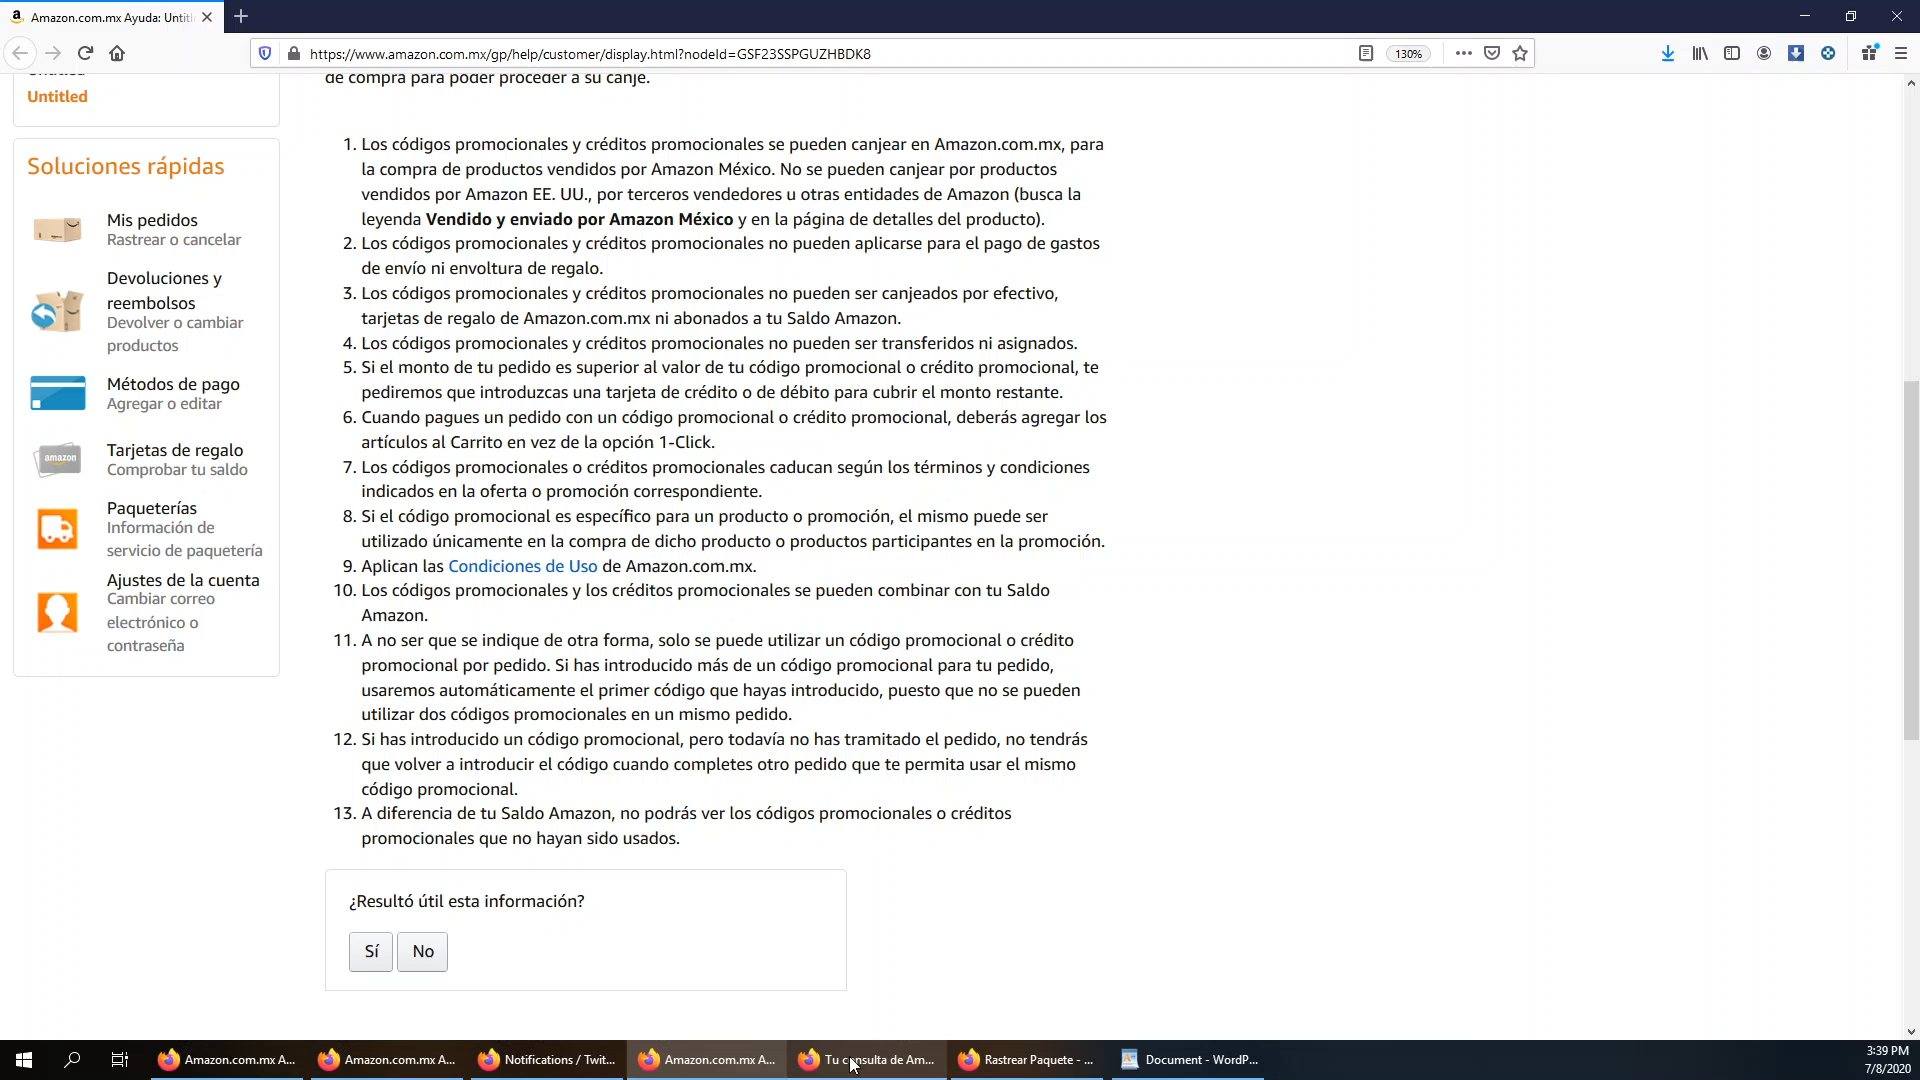 Amazon.com.mx Ayuda: Untitl
https://www.amazon.com.mx/gp/help/customer/display.html?nodeId=GSF23SSPGUZHBDK8
130%
Untitled
Untitled
Soluciones rápidas
Mis pedidos
Rastrear o cancelar
Devoluciones y
reembolsos
Devolver o cambiar
productos
Métodos de pago
Agregar o editar
amazon
Tarjetas de regalo
Comprobar tu saldo
Paqueterías
Información de
servicio de paquetería
Ajustes de la cuenta
Cambiar correo
electrónico o
contraseña
de compra para poder proceder a su canje.
1. Los códigos promocionales y créditos promocionales se pueden canjear en Amazon.com.mx, para
la compra de productos vendidos por Amazon México. No se pueden canjear por productos
vendidos por Amazon EE. UU., por terceros vendedores u otras entidades de Amazon (busca la
leyenda Vendido y enviado por Amazon México y en la página de detalles del producto).
2. Los códigos promocionales y créditos promocionales no pueden aplicarse para el pago de gastos
de envío ni envoltura de regalo.
3. Los códigos promocionales y créditos promocionales no pueden ser canjeados por efectivo,
tarjetas de regalo de Amazon.com.mx ni abonados a tu Saldo Amazon.
4. Los códigos promocionales y créditos promocionales no pueden ser transferidos ni asignados.
5. Si el monto de tu pedido es superior al valor de tu código promocional o crédito promocional, te
pediremos que introduzcas una tarjeta de crédito o de débito para cubrir el monto restante.
6. Cuando pagues un pedido con un código promocional o crédito promocional, deberás agregar los
artículos al Carrito en vez de la opción 1-Click.
7. Los códigos promocionales o créditos promocionales caducan según los términos y condiciones
indicados en la oferta o promoción correspondiente.
8. Si el código promocional es específico para un producto o promoción, el mismo puede ser
utilizado únicamente en la compra de dicho producto o productos participantes en la promoción.
9. Aplican las Condiciones de Uso de Amazon.com.mx.
10. Los códigos promocionales y los créditos promocionales se pueden combinar con tu Saldo
Amazon.
11. A no ser que se indique de otra forma, solo se puede utilizar un código promocional o crédito
promocional por pedido. Si has introducido más de un código promocional para tu pedido,
usaremos automáticamente el primer código que hayas introducido, puesto que no se pueden
utilizar dos códigos promocionales en un mismo pedido.
12. Si has introducido un código promocional, pero todavía no has tramitado el pedido, no tendrás
que volver a introducir el código cuando completes otro pedido que te permita usar el mismo
código promocional.
13. A diferencia de tu Saldo Amazon, no podrás ver los códigos promocionales o créditos
promocionales que no hayan sido usados.
¿Resultó útil esta información?
Sí No
Amazon.com.mx A... Amazon.com.mx A... Notifications / Twit... Amazon.com.mx A... Tu consulta de Am... Rastrear Paquete - ... Document - WordP...
3:39 PM
7/8/2020